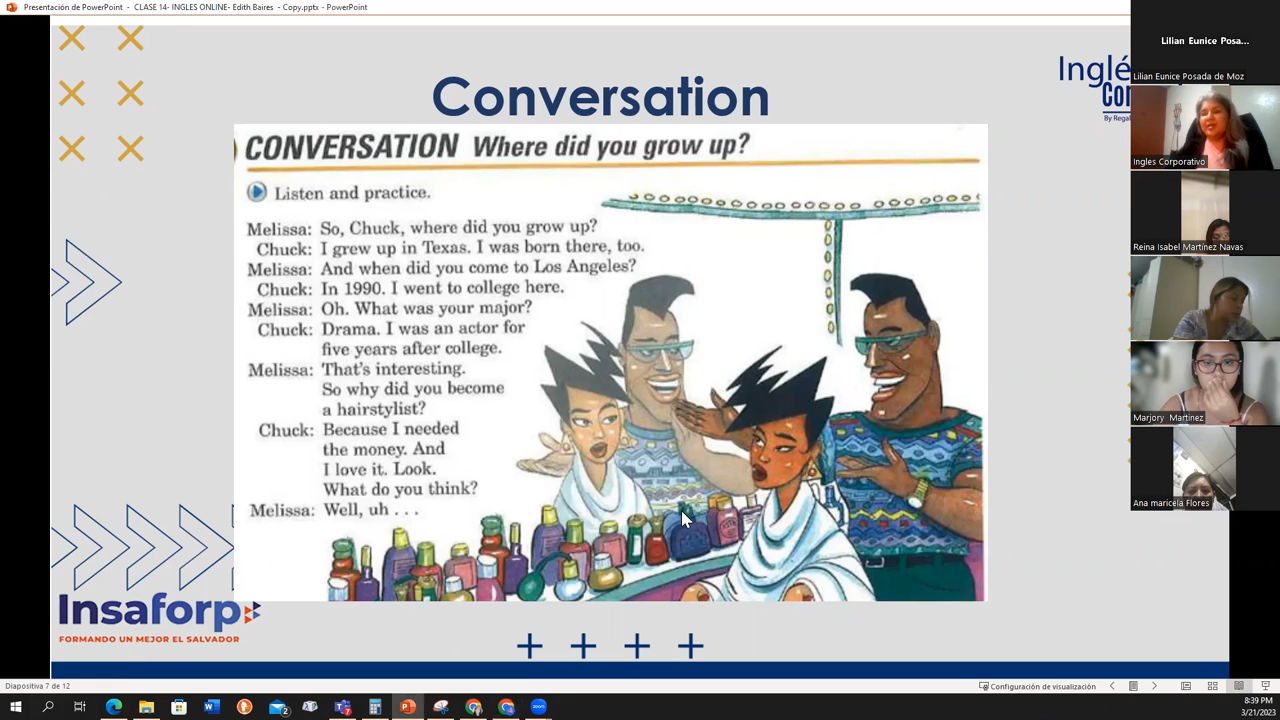 Presentación de PowerPoint - CLASE 14- INGLES ONLINE- Edith Baires - Copy.pptx - PowerPoint
Conversation
Inglé
Co
By Regal
CONVERSATION Where did you grow up?
Listen and practice.
Melissa: So, Chuck, where did you grow up?
Chuck: I grew up in Texas. I was born there, too.
Melissa: And when did you come to Los Angeles?
Chuck: In 1990. I went to college here.
Melissa: Oh. What was your major?
Chuck: Drama. I was an actor for
five years after college.
Melissa: That's interesting.
So why did you become
a hairstylist?
Chuck: Because I needed
the money. And
I love it. Look.
What do you think?
Melissa: Well, uh . . .
Insaforp
FORMANDO UN MEJOR EL SALVADOR
Lilian Eunice Posa...
Lilian Eunice Posada de Moz
Ingles Corporativo
Reina Isabel Martinez Navas
Marjory Martinez
Ana maricela Flores
Diapositiva 7 de 12
Configuración de visualización
8:39 PM
3/21/2023